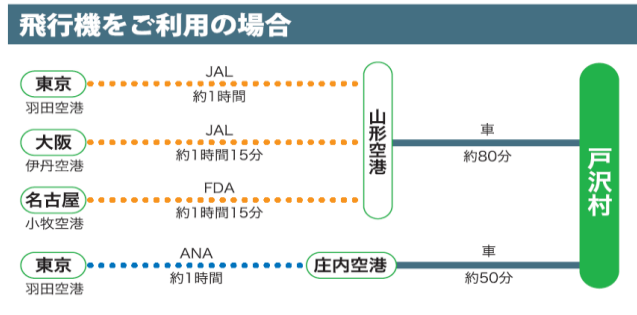 飛行機をご利用の場合
東京
羽田空港
JAL
約1時間
大阪
伊丹空港
JAL
約1時間15分
名古屋
小牧空港
FDA
約1時間15分
山形空港
車
約80分
東京
羽田空港
ANA
約1時間
庄内空港
車
約50分
戸沢村